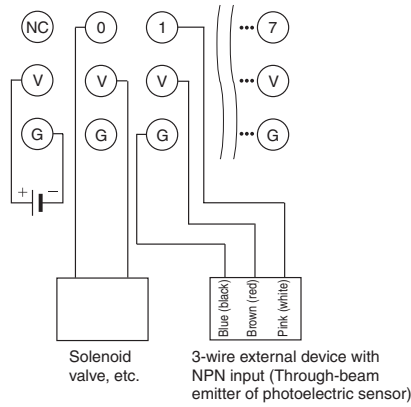 NC 0 1 ••• 7
V V V ••• V
G G G ••• G
+ −
Blue (black)
Brown (red)
Pink (white)
Solenoid
valve, etc.
3-wire external device with
NPN input (Through-beam
emitter of photoelectric sensor)